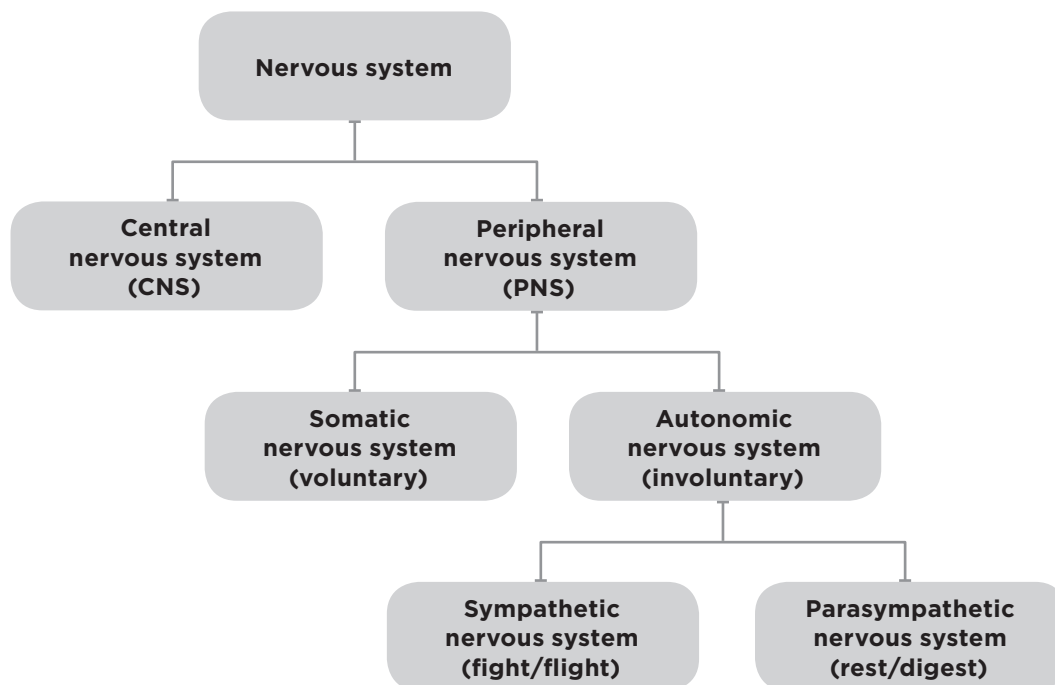 Nervous system
Central
nervous system
(CNS)
Peripheral
nervous system
(PNS)
Somatic
nervous system
(voluntary)
Autonomic
nervous system
(involuntary)
Sympathetic
nervous system
(fight/flight)
Parasympathetic
nervous system
(rest/digest)